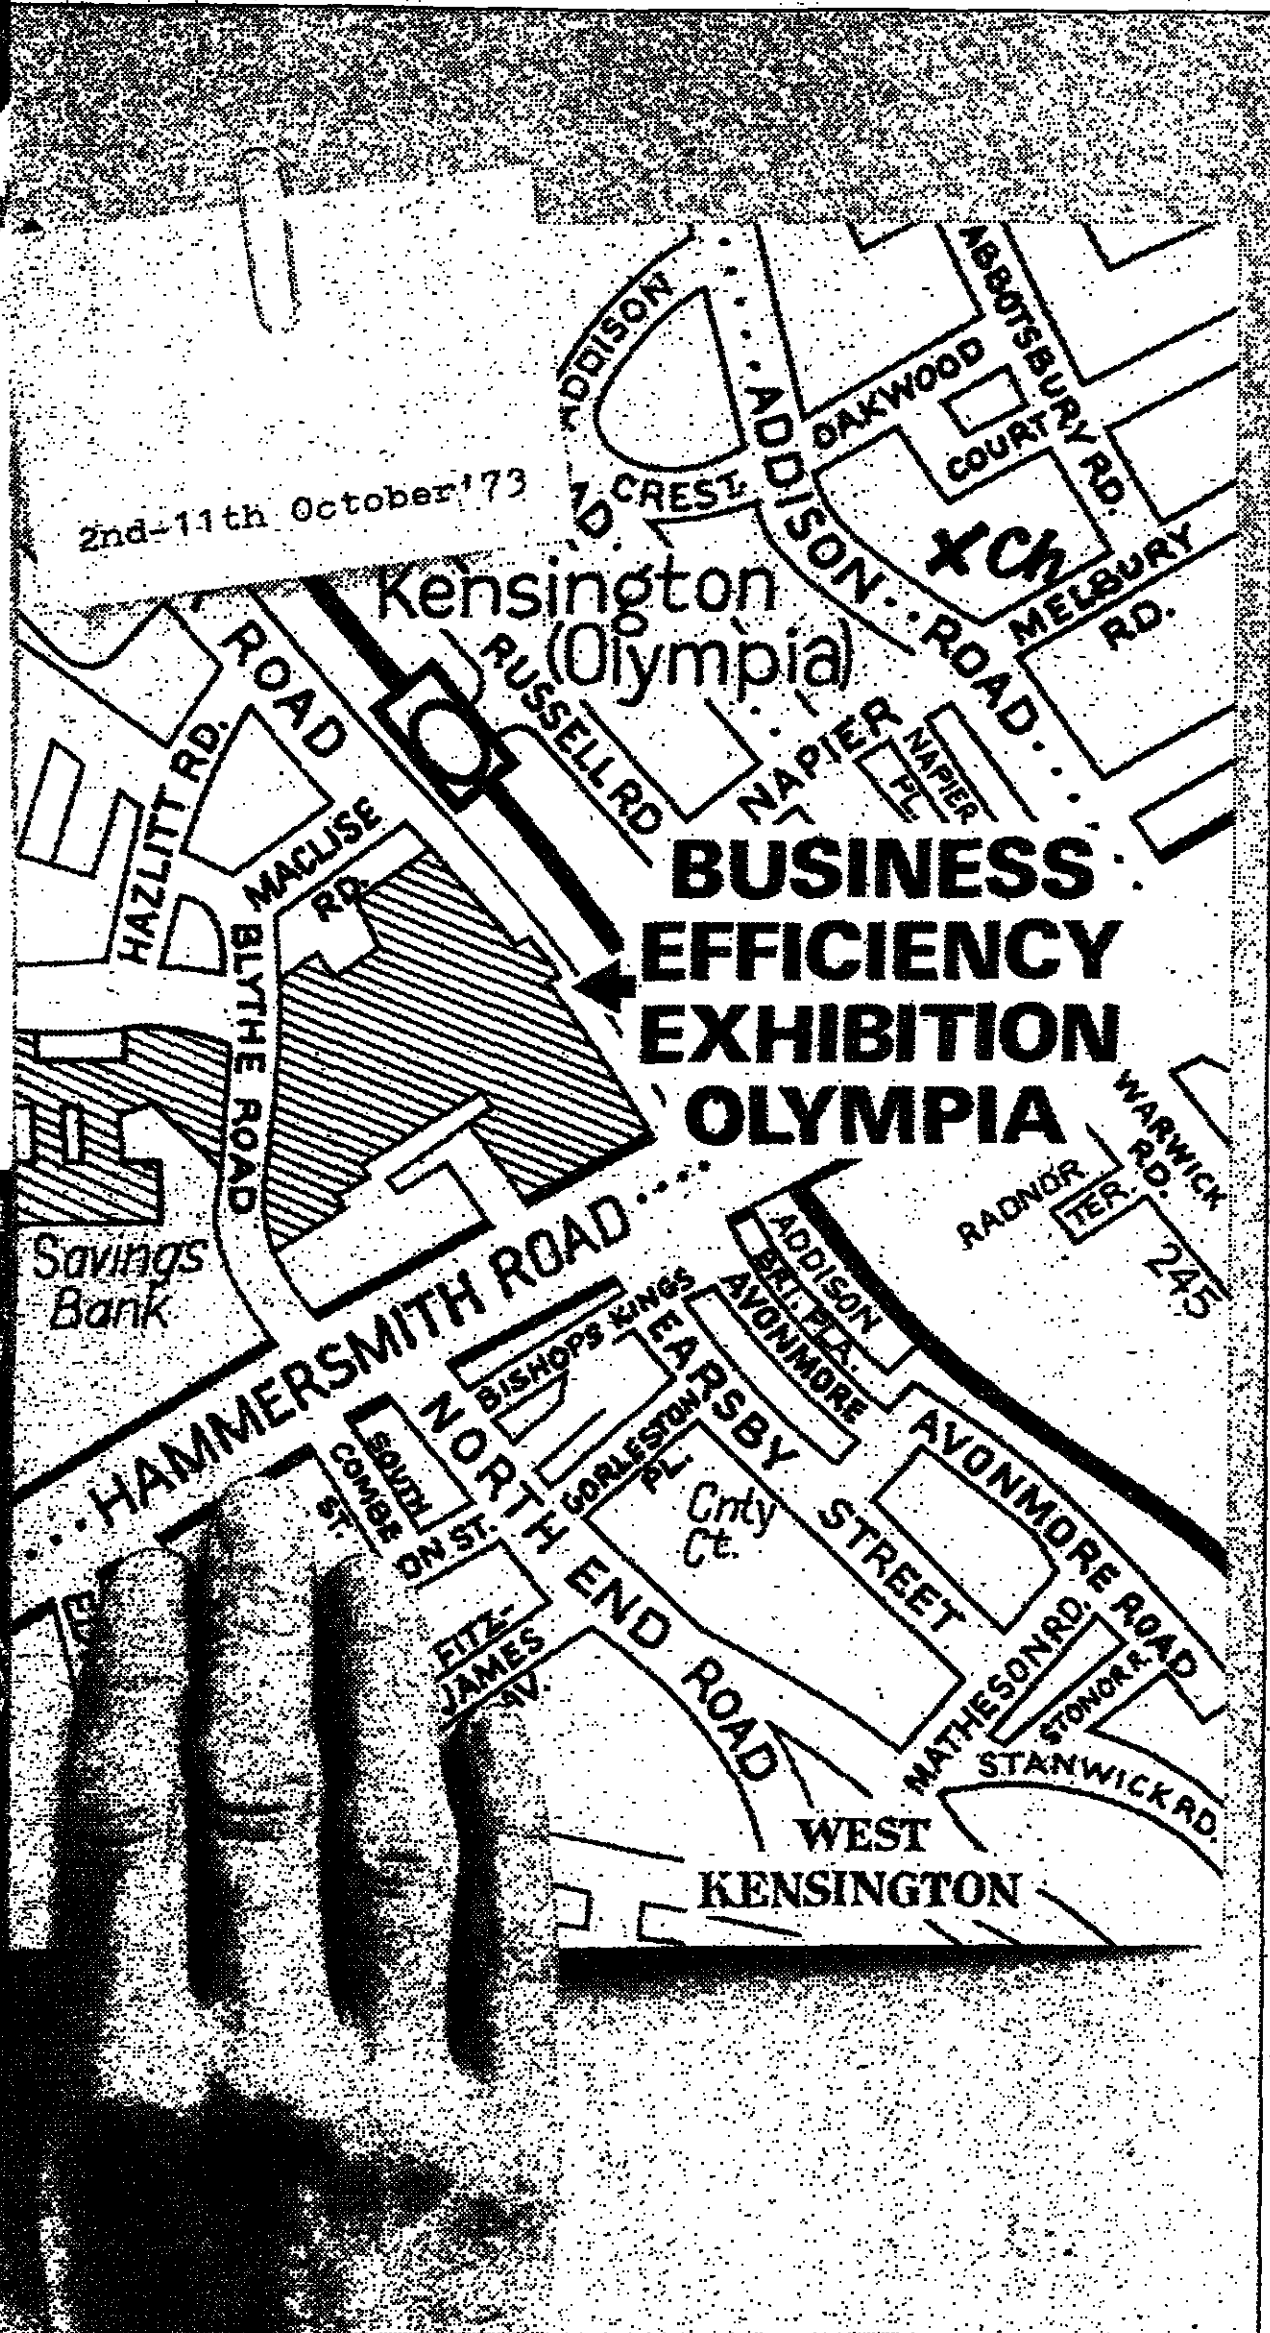 2nd-11th October'73
ADDISON
CREST.
ADDISON ROAD
OAKWOOD
COURT
ABBOTSBURY RD.
+Ch
MELBURY
RD.
Kensington
(Olympia)
RUSSELL RD
NAPIER
NAPIER
PL.
ROAD
HAZLITT RD.
MACLISE
RD.
BLYTHE ROAD
BUSINESS
EFFICIENCY
EXHIBITION
OLYMPIA
WARWICK
RD.
RADNOR
TER.
245
Savings
Bank
HAMMERSMITH ROAD
ADDISON
BRI. PLA.
AVONMORE
BISHOPS KINGS
EARSBY
STREET
GORLESTON
PL.
NORTH END ROAD
SOUTH
COMBE
ST.
ON ST.
Cnty
Ct.
AVONMORE ROAD
FITZ-
JAMES
AV.
MATHESON RD.
STONOR R.
STANWICK RD.
WEST
KENSINGTON